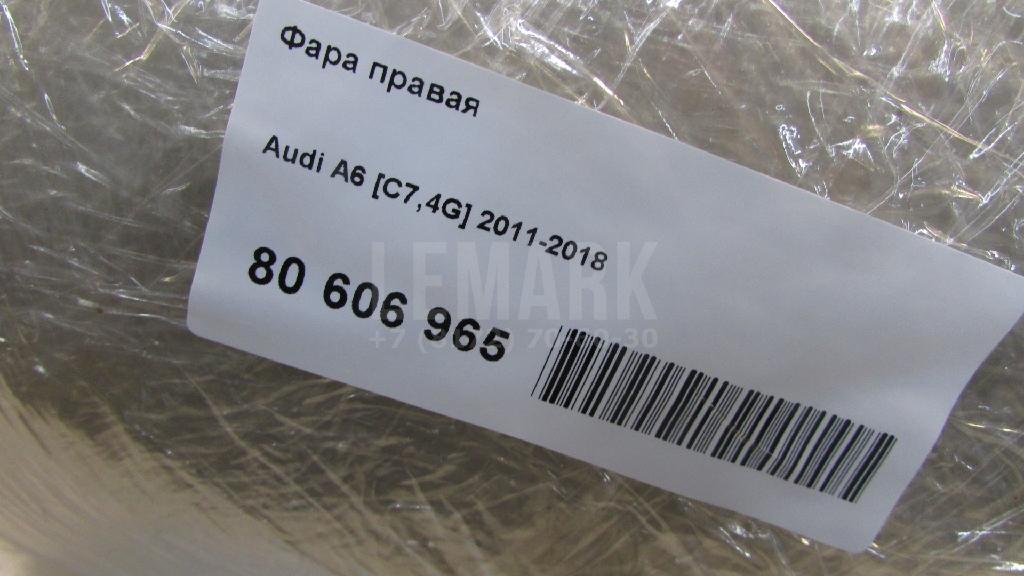 Фара правая
Audi A6 [C7,4G] 2011-2018
80 606 965
LEMARK